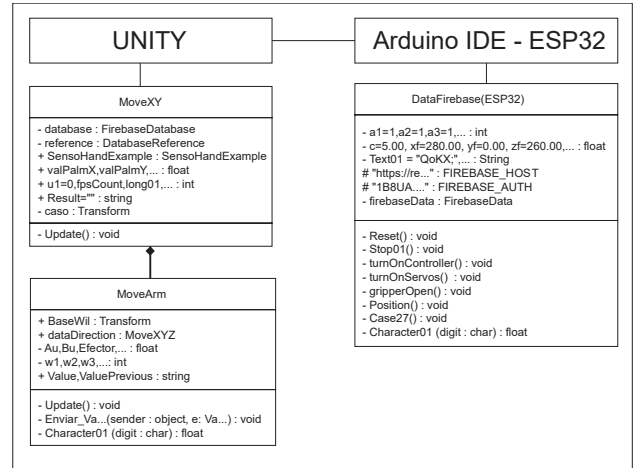 UNITY
MoveXY
- database : FirebaseDatabase
- reference : DatabaseReference
+ SensoHandExample : SensoHandExample
+ valPalmX,valPalmY,... : float
+ u1=0,fpsCount,long01,... : int
+ Result="" : string
- caso : Transform
- Update() : void
MoveArm
+ BaseWil : Transform
+ dataDirection : MoveXYZ
- Au,Bu,Efector,... : float
- w1,w2,w3,...: int
+ Value,ValuePrevious : string
- Update() : void
- Enviar_Va...(sender : object, e: Va...) : void
- Character01 (digit : char) : float
Arduino IDE - ESP32
DataFirebase(ESP32)
- a1=1,a2=1,a3=1,... : int
- c=5.00, xf=280.00, yf=0.00, zf=260.00,... : float
- Text01 = "QoKX;",... : String
# "https://re..." : FIREBASE_HOST
# "1B8UA...." : FIREBASE_AUTH
- firebaseData : FirebaseData
- Reset() : void
- Stop01() : void
- turnOnController() : void
- turnOnServos() : void
- gripperOpen() : void
- Position() : void
- Case27() : void
- Character01 (digit : char) : float